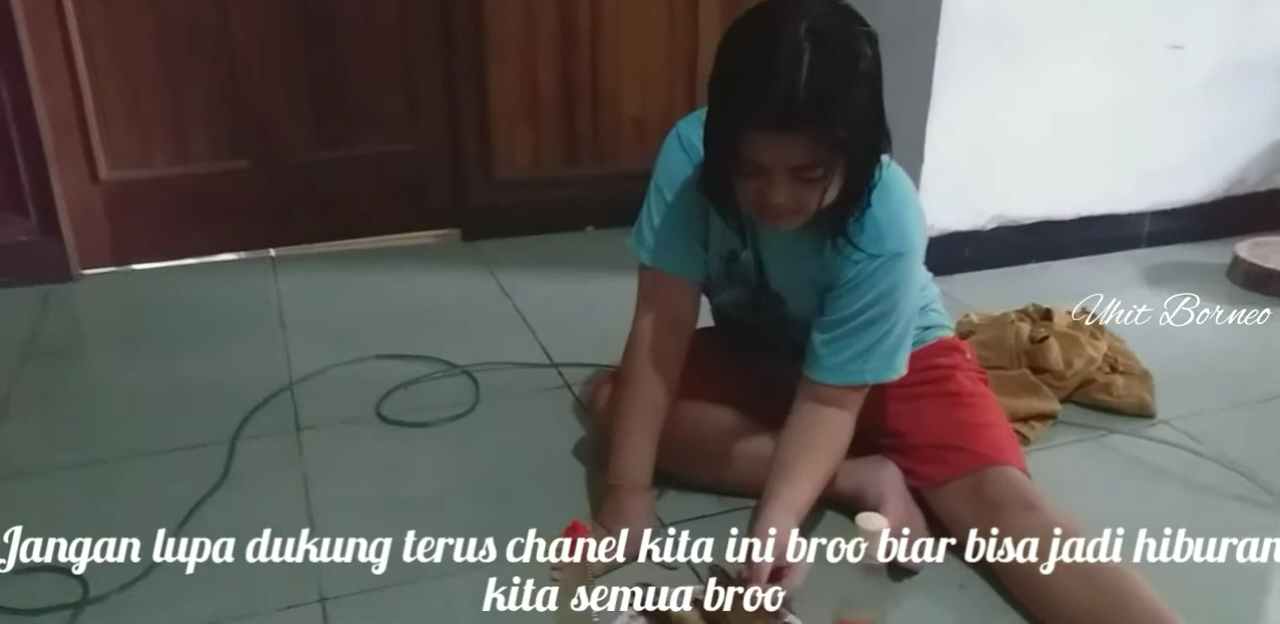 Uhit Borneo
Jangan lupa dukung terus chanel kita ini broo biar bisa jadi hiburan
kita semua broo